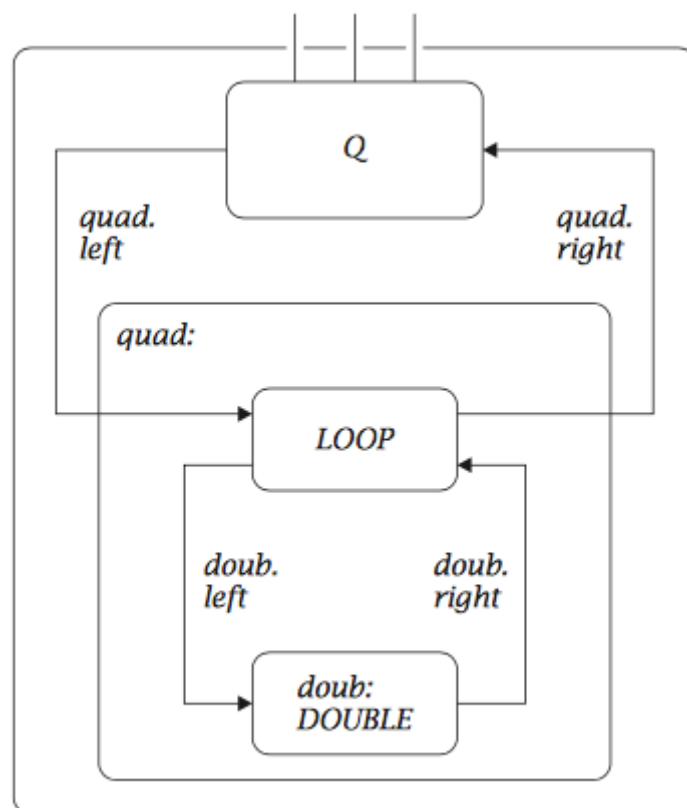 Q
quad.
left
quad.
right
quad:
LOOP
doub.
left
doub.
right
doub:
DOUBLE